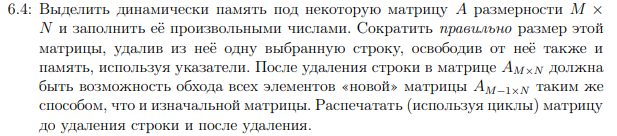 6.4: Выделить динамически память под некоторую матрицу A размерности M ×
N и заполнить её произвольными числами. Сократить правильно размер этой
матрицы, удалив из неё одну выбранную строку, освободив от неё также и
память, используя указатели. После удаления строки в матрице A_{M×N} должна
быть возможность обхода всех элементов «новой» матрицы A_{M−1×N} таким же
способом, что и изначальной матрицы. Распечатать (используя циклы) матрицу
до удаления строки и после удаления.